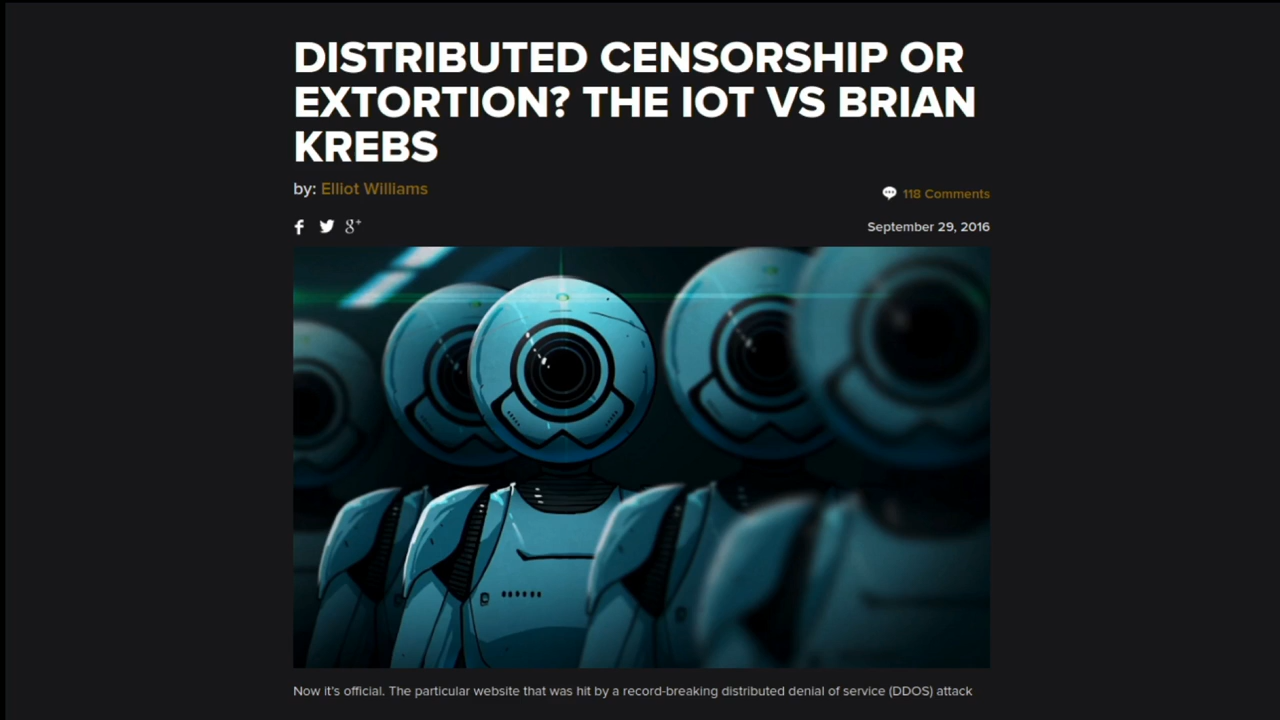 DISTRIBUTED CENSORSHIP OR
EXTORTION? THE IOT VS BRIAN
KREBS
by: Elliot Williams
118 Comments
September 29, 2016
Now it's official. The particular website that was hit by a record-breaking distributed denial of service (DDOS) attack